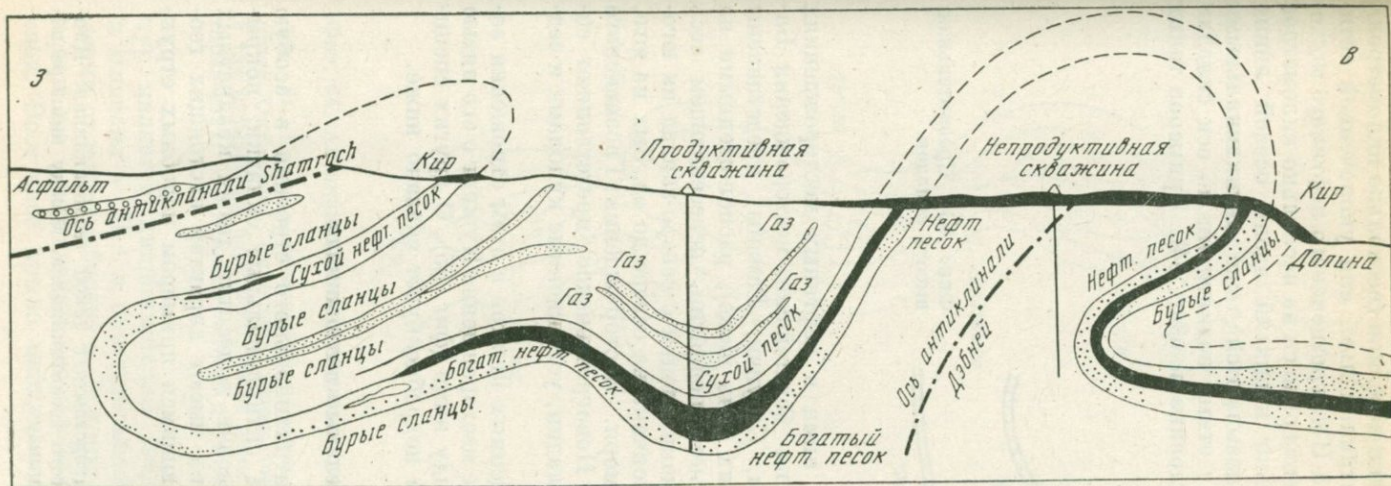 З
В
Асфальт
Ось антиклинали Shamrach
Кир
Продуктивная
скважина
Непродуктивная
скважина
Кир
Долина
Бурые сланцы
Сухой нефт песок
Газ
Газ
Газ
Газ
Нефт
песок
Нефт. песок
Бурые сланцы
Бурые сланцы
Бурые сланцы
Богат. нефт
песок
Сухой песок
Ось антиклинали
Дэбней
Бурые сланцы
Богатый
нефт песок